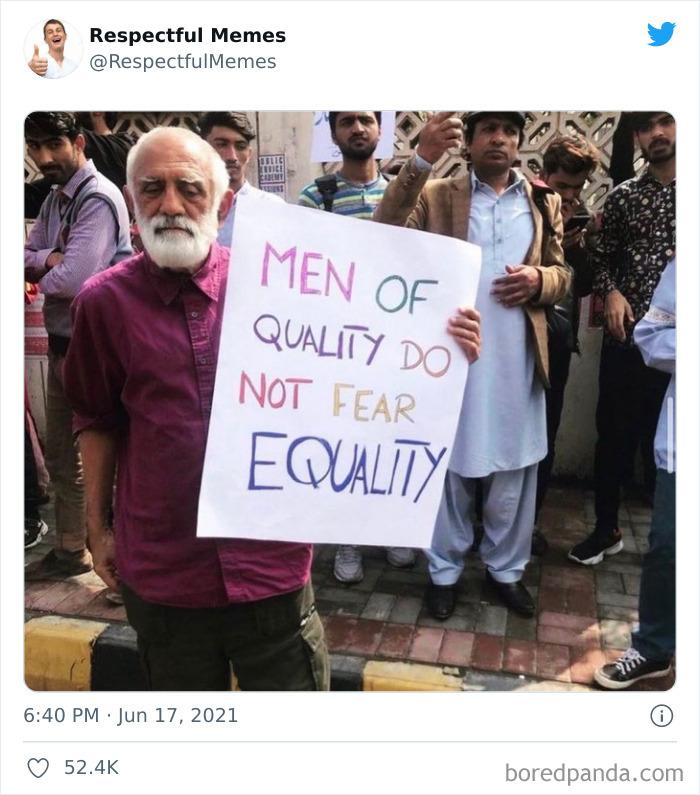 Respectful Memes
@RespectfulMemes
MEN OF
QUALITY DO
NOT FEAR
EQUALITY
6:40 PM · Jun 17, 2021
52.4K
boredpanda.com